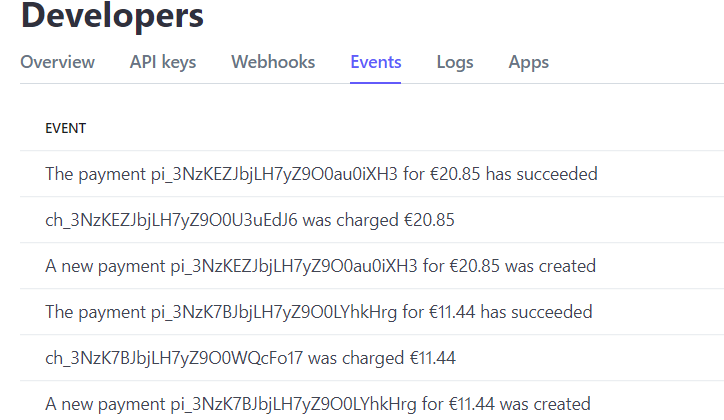 Developers
Overview API keys Webhooks Events Logs Apps
EVENT
The payment pi_3NzKEZJbjLH7yZ9O0au0iXH3 for €20.85 has succeeded
ch_3NzKEZJbjLH7yZ9O0U3uEdJ6 was charged €20.85
A new payment pi_3NzKEZJbjLH7yZ9O0au0iXH3 for €20.85 was created
The payment pi_3NzK7BJbjLH7yZ9O0LYhkHrg for €11.44 has succeeded
ch_3NzK7BJbjLH7yZ9O0WQcFo17 was charged €11.44
A new payment pi_3NzK7BJbjLH7yZ9O0LYhkHrg for €11.44 was created